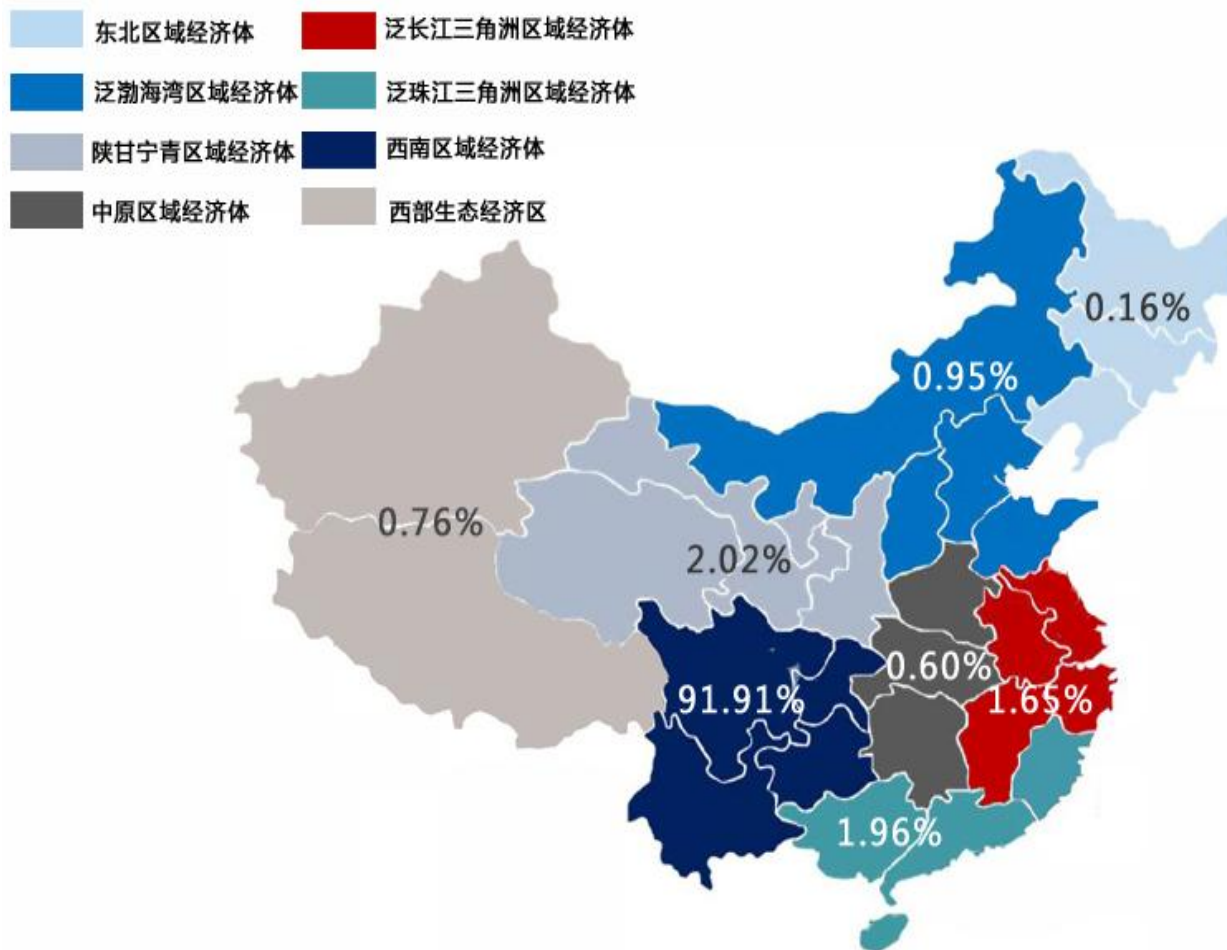 东北区域经济体
泛长江三角洲区域经济体
泛渤海湾区域经济体
泛珠江三角洲区域经济体
陕甘宁青区域经济体
西南区域经济体
中原区域经济体
西部生态经济区
0.16%
0.95%
0.76%
2.02%
0.60%
91.91%
1.65%
1.96%